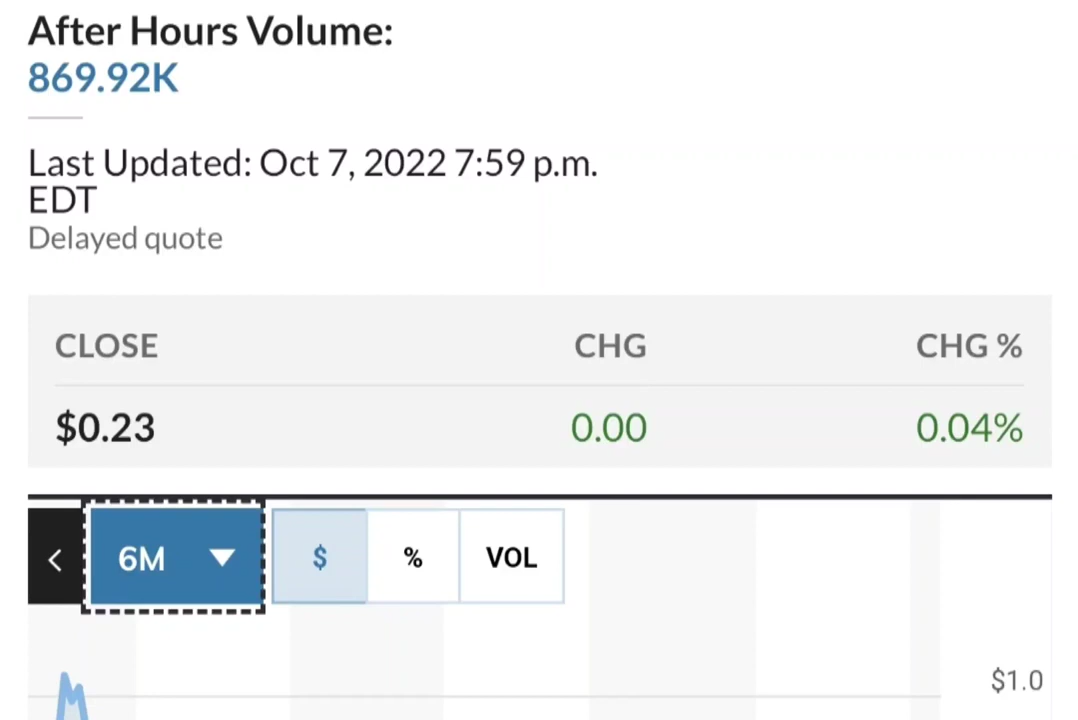 After Hours Volume:
869.92K
Last Updated: Oct 7, 2022 7:59 p.m.
EDT
Delayed quote
CLOSE CHG CHG %
$0.23 0.00 0.04%
6M $ % VOL
$1.0